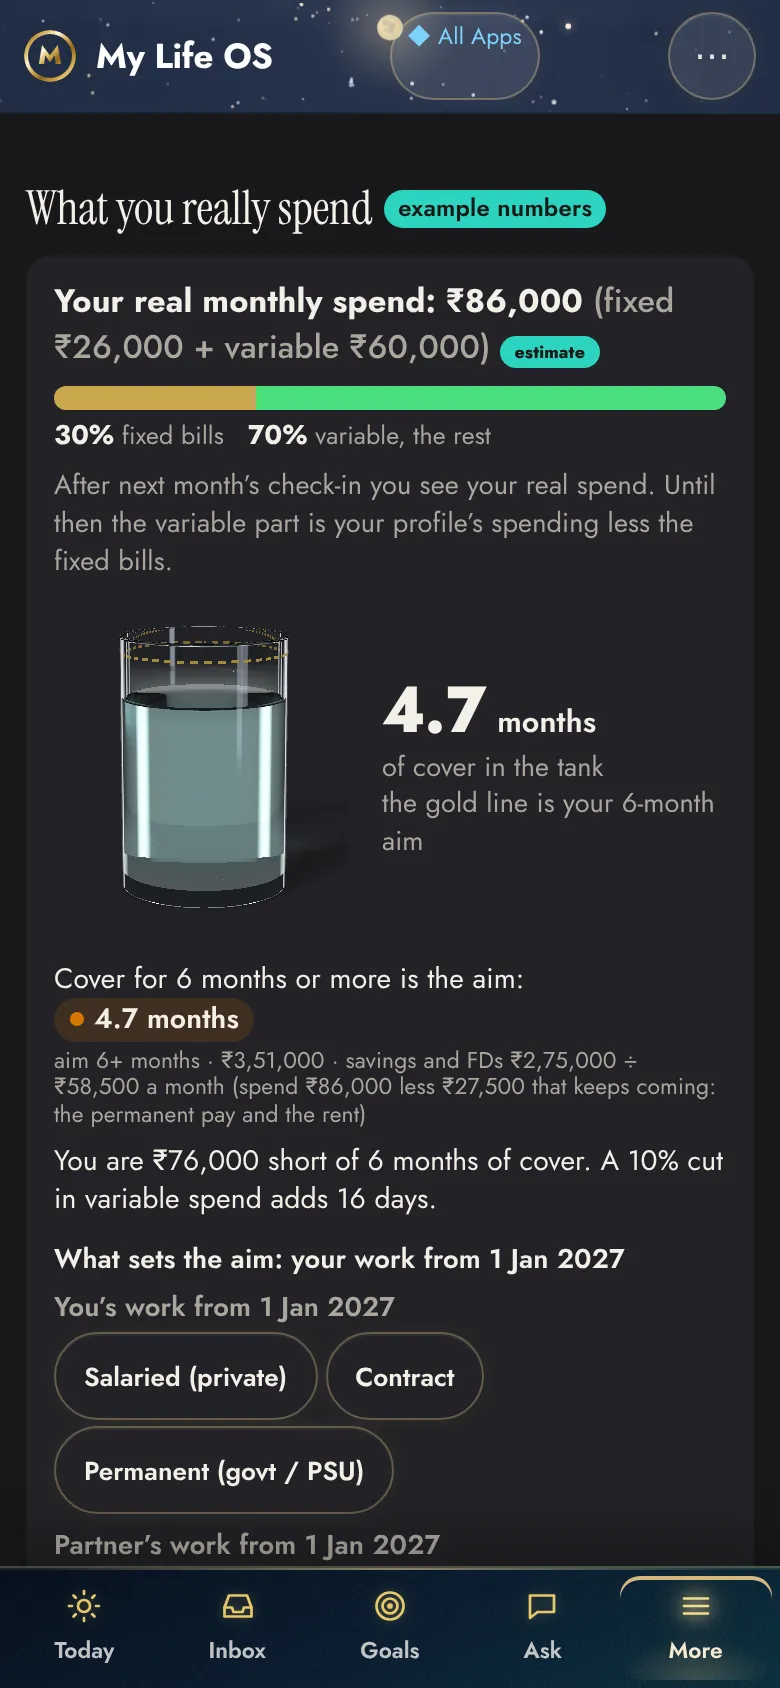 M My Life OS
All Apps
...
What you really spend example numbers
Your real monthly spend: ₹86,000 (fixed
₹26,000 + variable ₹60,000) estimate
30% fixed bills 70% variable, the rest
After next month’s check-in you see your real spend. Until
then the variable part is your profile’s spending less the
fixed bills.
4.7 months
of cover in the tank
the gold line is your 6-month
aim
Cover for 6 months or more is the aim:
4.7 months
aim 6+ months · ₹3,51,000 · savings and FDs ₹2,75,000 ÷
₹58,500 a month (spend ₹86,000 less ₹27,500 that keeps coming:
the permanent pay and the rent)
You are ₹76,000 short of 6 months of cover. A 10% cut
in variable spend adds 16 days.
What sets the aim: your work from 1 Jan 2027
You’s work from 1 Jan 2027
Salaried (private) Contract
Permanent (govt / PSU)
Partner’s work from 1 Jan 2027
Today Inbox Goals Ask More